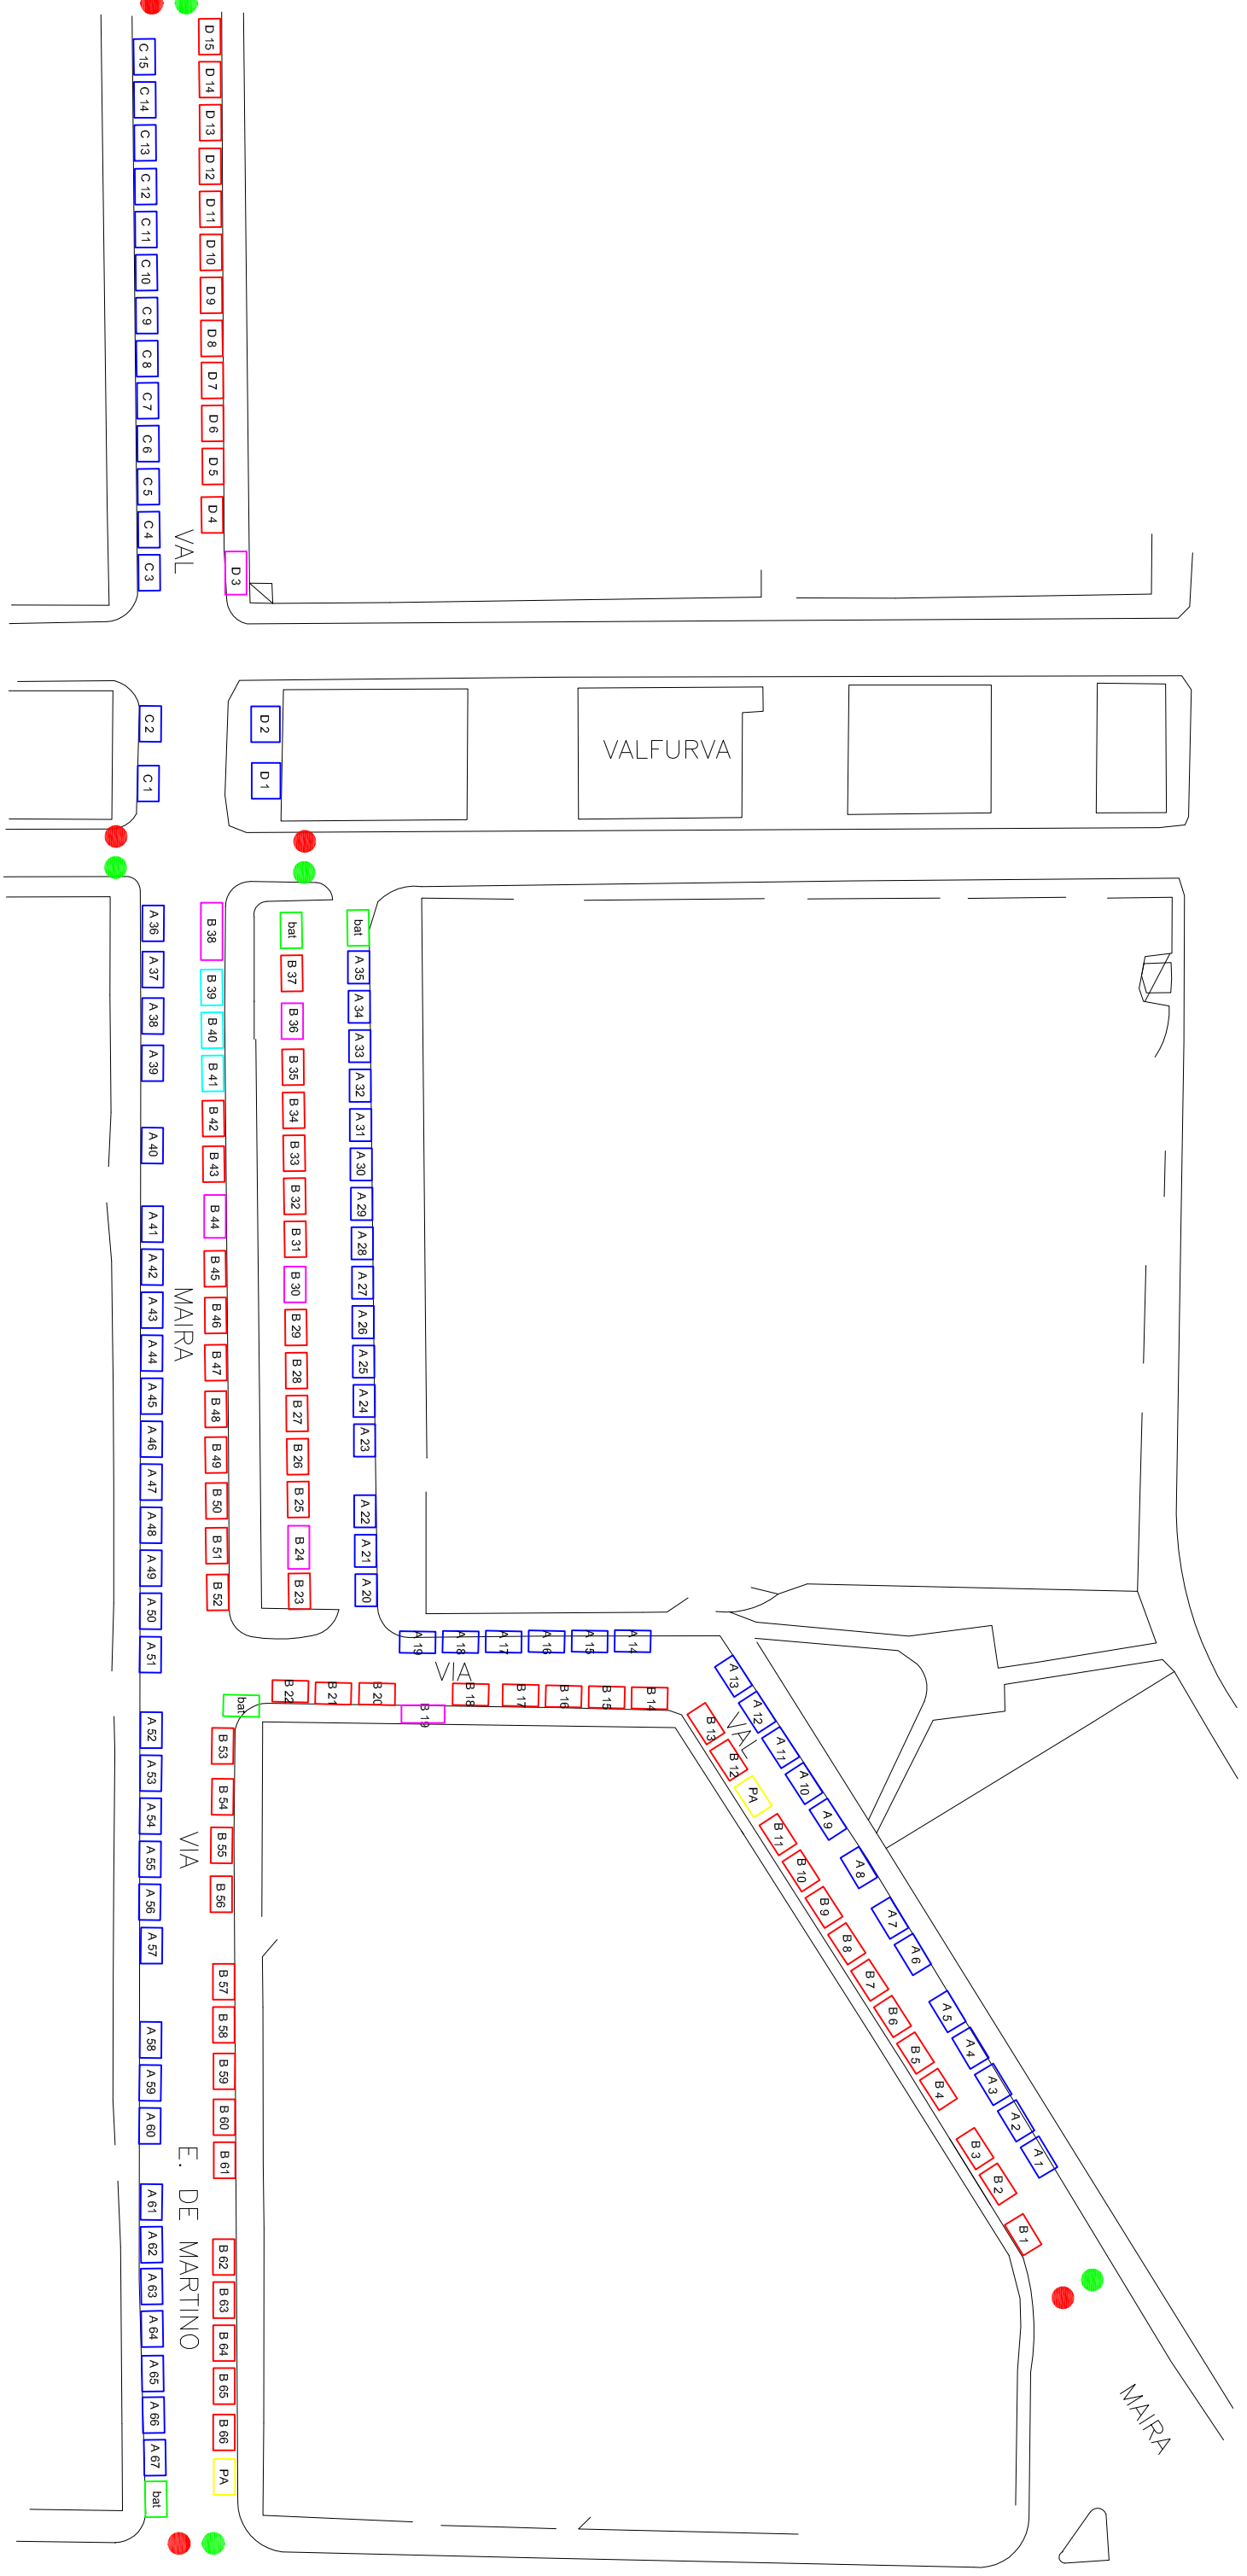 D 15
D 14
D 13
D 12
D 11
D 10
D 9
D 8
D 7
D 6
D 5
D 4
D 3
C 15
C 14
C 13
C 12
C 11
C 10
C 9
C 8
C 7
C 6
C 5
C 4
C 3
VAL
C 2
C 1
D 2
D 1
VALFURVA
A 36
A 37
A 38
A 39
A 40
A 41
A 42
A 43
A 44
A 45
A 46
A 47
A 48
A 49
A 50
A 51
MAIRA
B 38
B 39
B 40
B 41
B 42
B 43
B 44
B 45
B 46
B 47
B 48
B 49
B 50
B 51
B 52
bat
B 37
B 36
B 35
B 34
B 33
B 32
B 31
B 30
B 29
B 28
B 27
B 26
B 25
B 24
B 23
bat
A 35
A 34
A 33
A 32
A 31
A 30
A 29
A 28
A 27
A 26
A 25
A 24
A 23
A 22
A 21
A 20
A 19
A 18
A 17
A 16
A 15
A 14
VIA
bat
B 22
B 21
B 20
B 19
B 18
B 17
B 16
B 15
B 14
A 13
A 12
A 11
A 10
A 9
A 8
A 7
A 6
A 5
A 4
A 3
A 2
A 1
VAL
B 13
B 12
PA
B 11
B 10
B 9
B 8
B 7
B 6
B 5
B 4
B 3
B 2
B 1
MAIRA
A 52
A 53
A 54
A 55
A 56
A 57
A 58
A 59
A 60
A 61
A 62
A 63
A 64
A 65
A 66
A 67
bat
VIA
E. DE MARTINO
B 53
B 54
B 55
B 56
B 57
B 58
B 59
B 60
B 61
B 62
B 63
B 64
B 65
B 66
PA